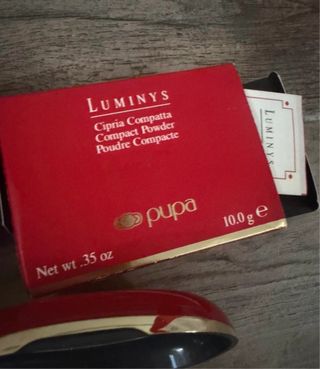 LUMINYS
Cipria Compatta
Compact Powder
Poudre Compacte
pupa
Net wt .35 oz
10.0 g ℮
LUMINYS